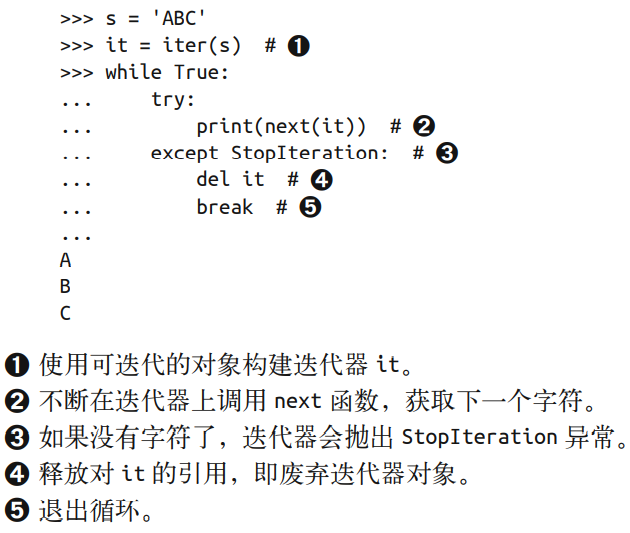 >>> s = 'ABC'
>>> it = iter(s)  # ❶
>>> while True:
...     try:
...         print(next(it))  # ❷
...     except StopIteration:  # ❸
...         del it  # ❹
...         break  # ❺
...
A
B
C
❶ 使用可迭代的对象构建迭代器 it。
❷ 不断在迭代器上调用 next 函数，获取下一个字符。
❸ 如果没有字符了，迭代器会抛出 StopIteration 异常。
❹ 释放对 it 的引用，即废弃迭代器对象。
❺ 退出循环。